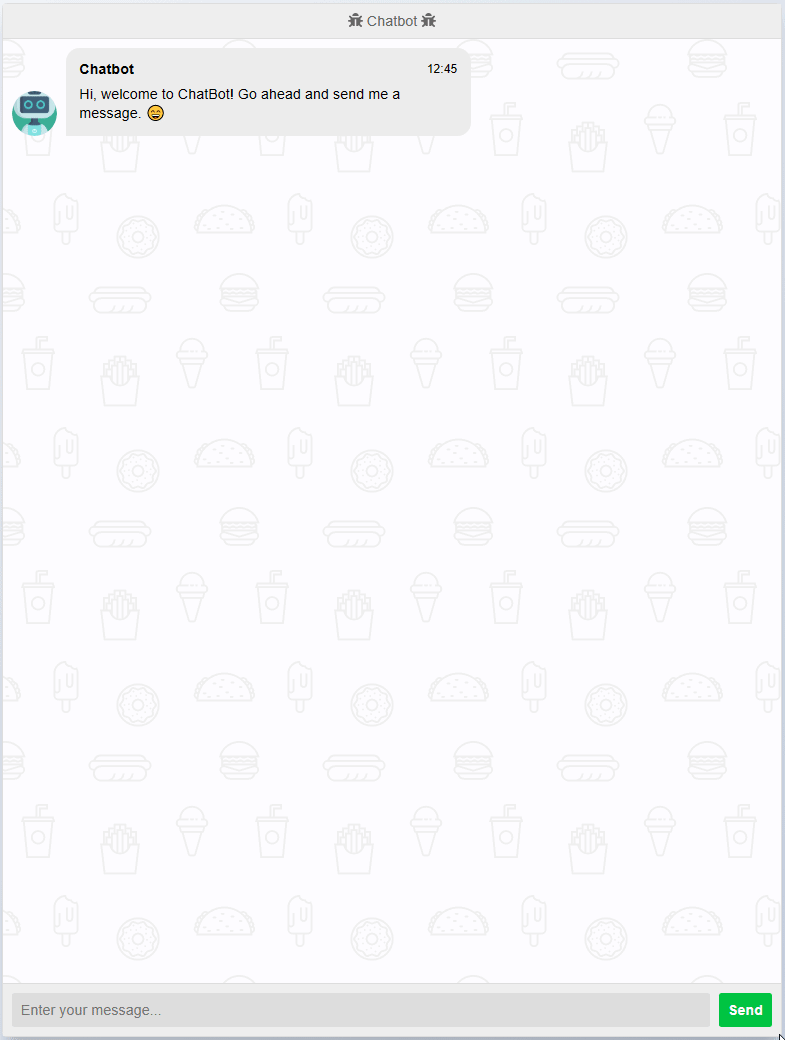 Chatbot
Chatbot 12:45
Hi, welcome to ChatBot! Go ahead and send me a
message. 😄
Enter your message...
Send